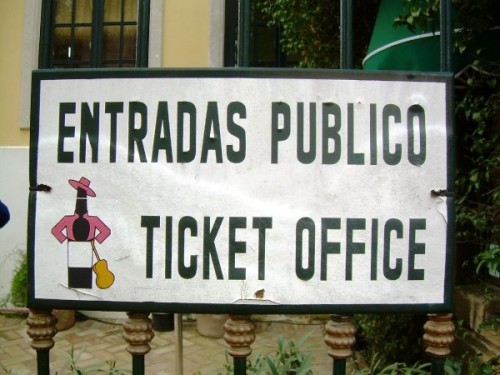 ENTRADAS PUBLICO
TICKET OFFICE